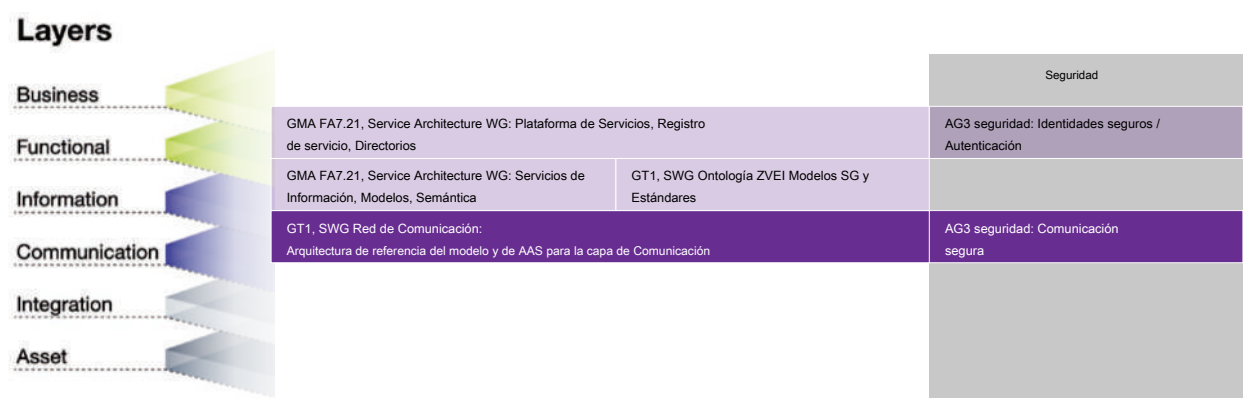 Layers
Seguridad
Business
GMA FA7.21, Service Architecture WG: Plataforma de Servicios, Registro
de servicio, Directorios
AG3 seguridad: Identidades seguros /
Autenticación
Functional
GMA FA7.21, Service Architecture WG: Servicios de
Información, Modelos, Semántica
GT1, SWG Ontología ZVEI Modelos SG y
Estándares
Information
GT1, SWG Red de Comunicación:
Arquitectura de referencia del modelo y de AAS para la capa de Comunicación
AG3 seguridad: Comunicación
segura
Communication
Integration
Asset